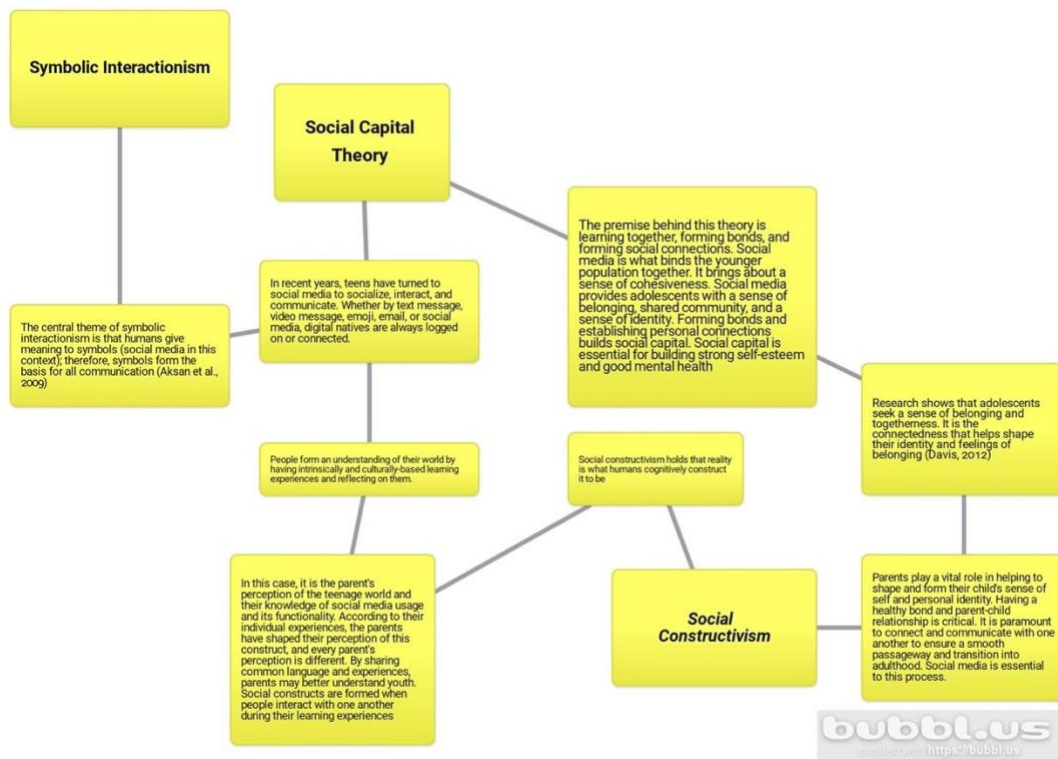 Symbolic Interactionism
Social Capital
Theory
The premise behind this theory is
learning together, forming bonds, and
forming social connections. Social
media is what binds the younger
population together. It brings about a
sense of cohesiveness. Social media
provides adolescents with a sense of
belonging, shared community, and a
sense of identity. Forming bonds and
establishing personal connections
builds social capital. Social capital is
essential for building strong self-esteem
and good mental health
In recent years, teens have turned to
social media to socialize, interact, and
communicate. Whether by text message,
video message, emoji, email, or social
media, digital natives are always logged
on or connected.
The central theme of symbolic
interactionism is that humans give
meaning to symbols (social media in this
context); therefore, symbols form the
basis for all communication (Aksan et al.,
2009)
Research shows that adolescents
seek a sense of belonging and
togetherness. It is the
connectedness that helps shape
their identity and feelings of
belonging (Davis, 2012)
People form an understanding of their world by
having intrinsically and culturally-based learning
experiences and reflecting on them.
Social constructivism holds that reality
is what humans cognitively construct
it to be
In this case, it is the parent's
perception of the teenage world and
their knowledge of social media usage
and its functionality. According to their
individual experiences, the parents
have shaped their perception of this
construct, and every parent's
perception is different. By sharing
common language and experiences,
parents may better understand youth.
Social constructs are formed when
people interact with one another
during their learning experiences
Social
Constructivism
Parents play a vital role in helping to
shape and form their child's sense of
self and personal identity. Having a
healthy bond and parent-child
relationship is critical. It is paramount
to connect and communicate with one
another to ensure a smooth
passageway and transition into
adulthood. Social media is essential
to this process.
bubbl.us
created with https://bubbl.us